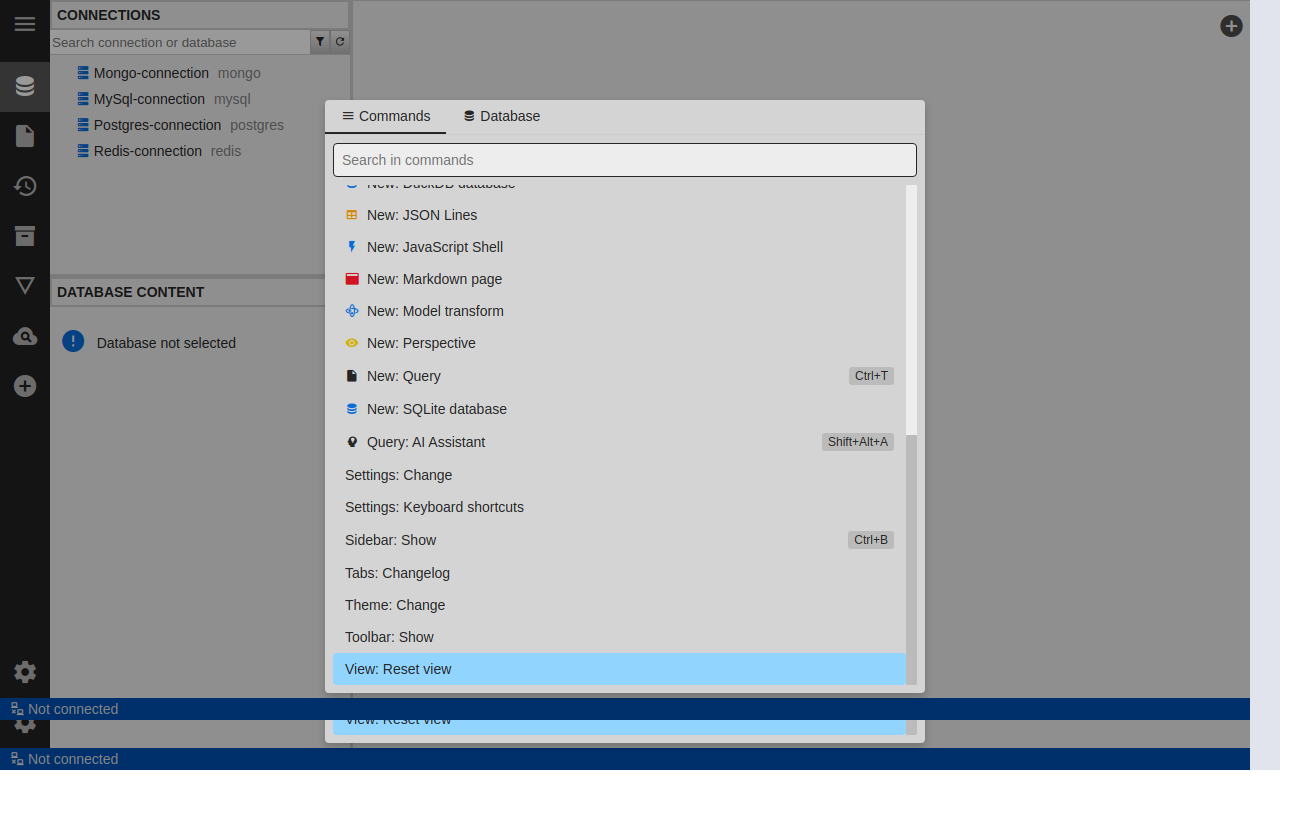 CONNECTIONS
Search connection or database
Mongo-connection mongo
MySql-connection mysql
Postgres-connection postgres
Redis-connection redis
DATABASE CONTENT
Database not selected
Commands Database
Search in commands
New: DuckDB database
New: JSON Lines
New: JavaScript Shell
New: Markdown page
New: Model transform
New: Perspective
New: Query Ctrl+T
New: SQLite database
Query: AI Assistant Shift+Alt+A
Settings: Change
Settings: Keyboard shortcuts
Sidebar: Show Ctrl+B
Tabs: Changelog
Theme: Change
Toolbar: Show
View: Reset view
Not connected
View: Reset view
Not connected